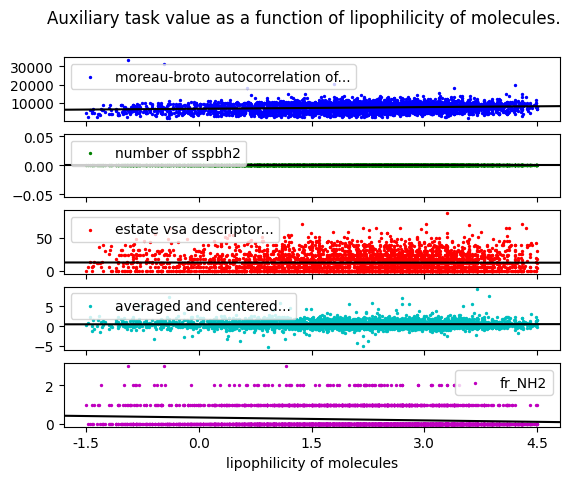 Auxiliary task value as a function of lipophilicity of molecules.
30000
20000
10000
moreau-broto autocorrelation of...
0.05
0.00
−0.05
number of sspbh2
50
0
estate vsa descriptor...
5
0
−5
averaged and centered...
2
0
fr_NH2
-1.5 0.0 1.5 3.0 4.5
lipophilicity of molecules